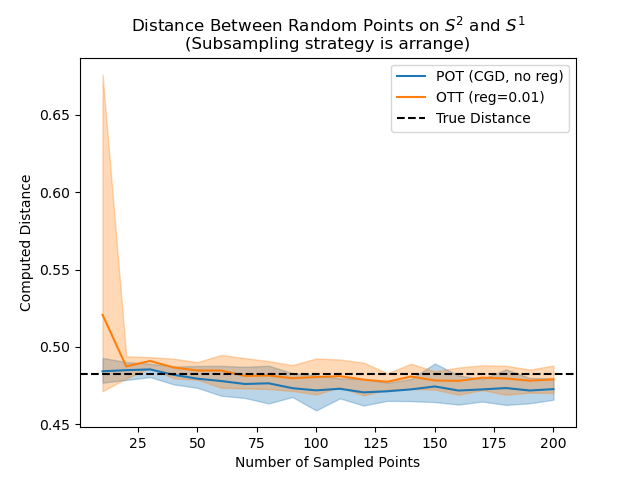 Distance Between Random Points on $S^2$ and $S^1$
(Subsampling strategy is arrange)
POT (CGD, no reg)
OTT (reg=0.01)
True Distance
Computed Distance
0.65
0.60
0.55
0.50
0.45
25 50 75 100 125 150 175 200
Number of Sampled Points